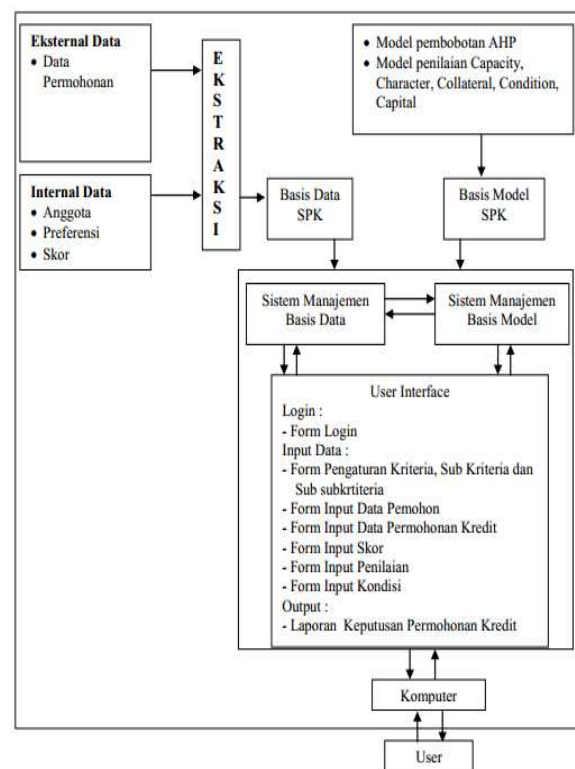 Eksternal Data
• Data
Permohonan
Internal Data
• Anggota
• Preferensi
• Skor
E
K
S
T
R
A
K
S
I
• Model pembobotan AHP
• Model penilaian Capacity,
Character, Collateral, Condition,
Capital
Basis Data
SPK
Basis Model
SPK
Sistem Manajemen
Basis Data
Sistem Manajemen
Basis Model
User Interface
Login :
- Form Login
Input Data :
- Form Pengaturan Kriteria, Sub Kriteria dan
Sub subkrtiteria
- Form Input Data Pemohon
- Form Input Data Permohonan Kredit
- Form Input Skor
- Form Input Penilaian
- Form Input Kondisi
Output :
- Laporan Keputusan Permohonan Kredit
Komputer
User